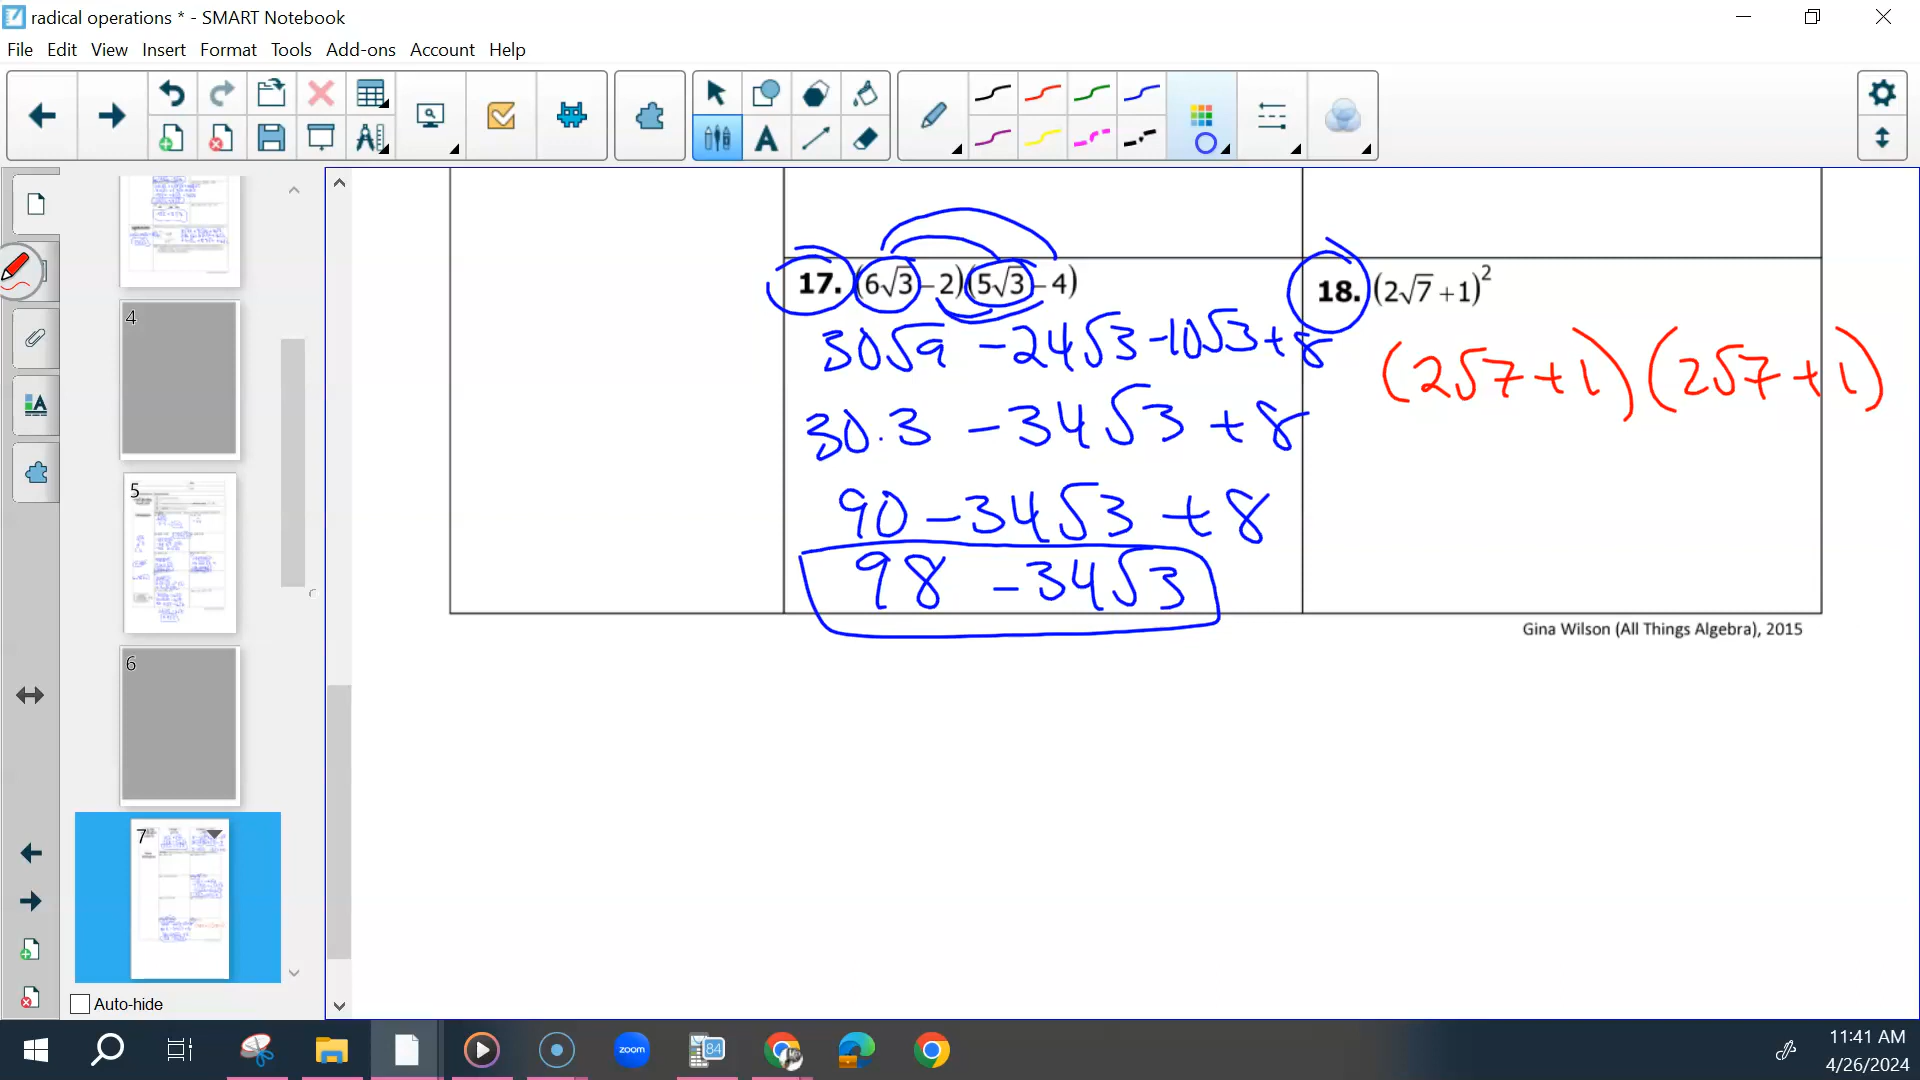 radical operations * - SMART Notebook
File Edit View Insert Format Tools Add-ons Account Help
4
5
6
7
Auto-hide
17. (6√3 – 2)(5√3 – 4)
30√9 – 24√3 – 10√3 + 8
30·3 – 34√3 + 8
90 – 34√3 + 8
98 – 34√3
18. (2√7 + 1)²
(2√7 + 1)(2√7 + 1)
Gina Wilson (All Things Algebra), 2015
zoom
84
11:41 AM
4/26/2024